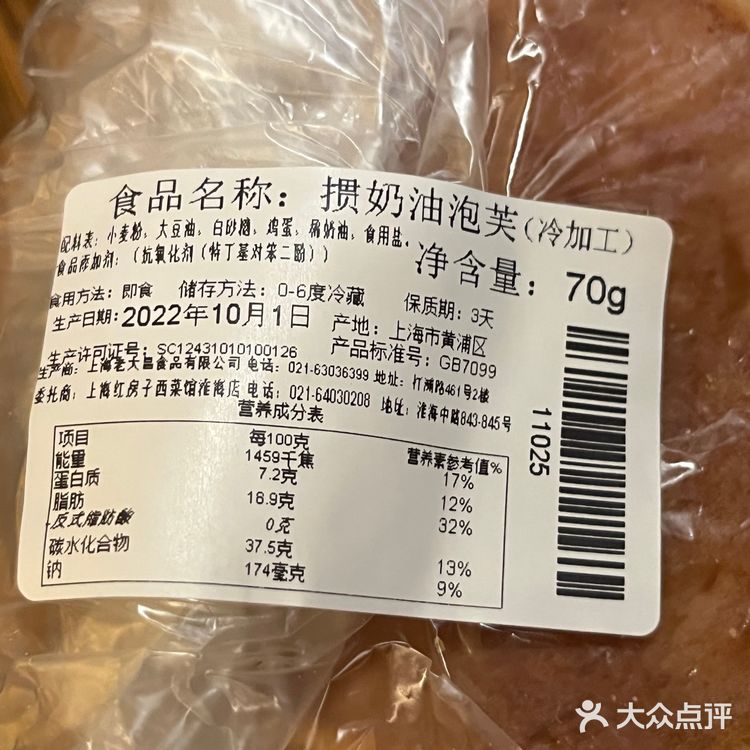 食品名称：掼奶油泡芙（冷加工）
配料表：小麦粉，大豆油，白砂糖，鸡蛋，稀奶油，食用盐，
食品添加剂：（抗氧化剂（特丁基对苯二酚））
净含量：70g
食用方法：即食 储存方法：0-6度冷藏 保质期：3天
生产日期：2022年10月1日 产地：上海市黄浦区
生产许可证号：SC12431010100126 产品标准号：GB7099
生产商：上海老大昌食品有限公司 电话：021-63036399 地址：打浦路461号2楼
委托商：上海红房子西菜馆淮海店 电话：021-64030208 地址：淮海中路843-845号
营养成分表
项目 每100克 营养素参考值%
能量 1459千焦 17%
蛋白质 7.2克 12%
脂肪 18.9克 32%
-反式脂肪酸 0克
碳水化合物 37.5克 13%
钠 174毫克 9%
11025
大众点评